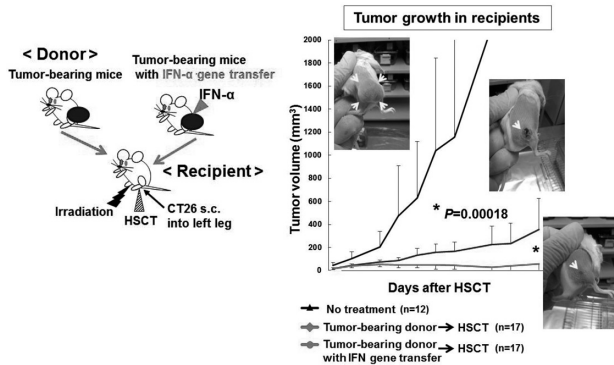 < Donor>
Tumor-bearing mice
Tumor-bearing mice
with IFN-α gene transfer
IFN-α
< Recipient>
Irradiation
HSCT
CT26 s.c.
into left leg
Tumor growth in recipients
Tumor volume (mm³)
2000
1800
1600
1400
1200
1000
800
600
400
200
0
* P=0.00018
*
Days after HSCT
No treatment (n=12)
Tumor-bearing donor → HSCT (n=17)
Tumor-bearing donor → HSCT (n=17)
with IFN gene transfer